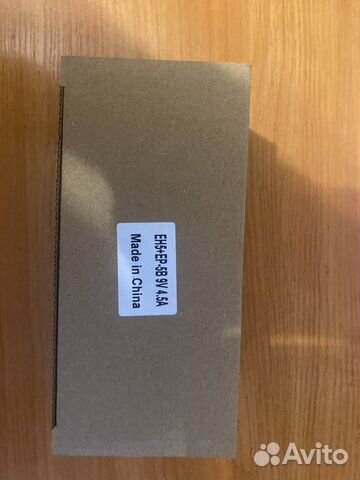 EH5+EP-5B 9V 4.5A
Made in China
Avito